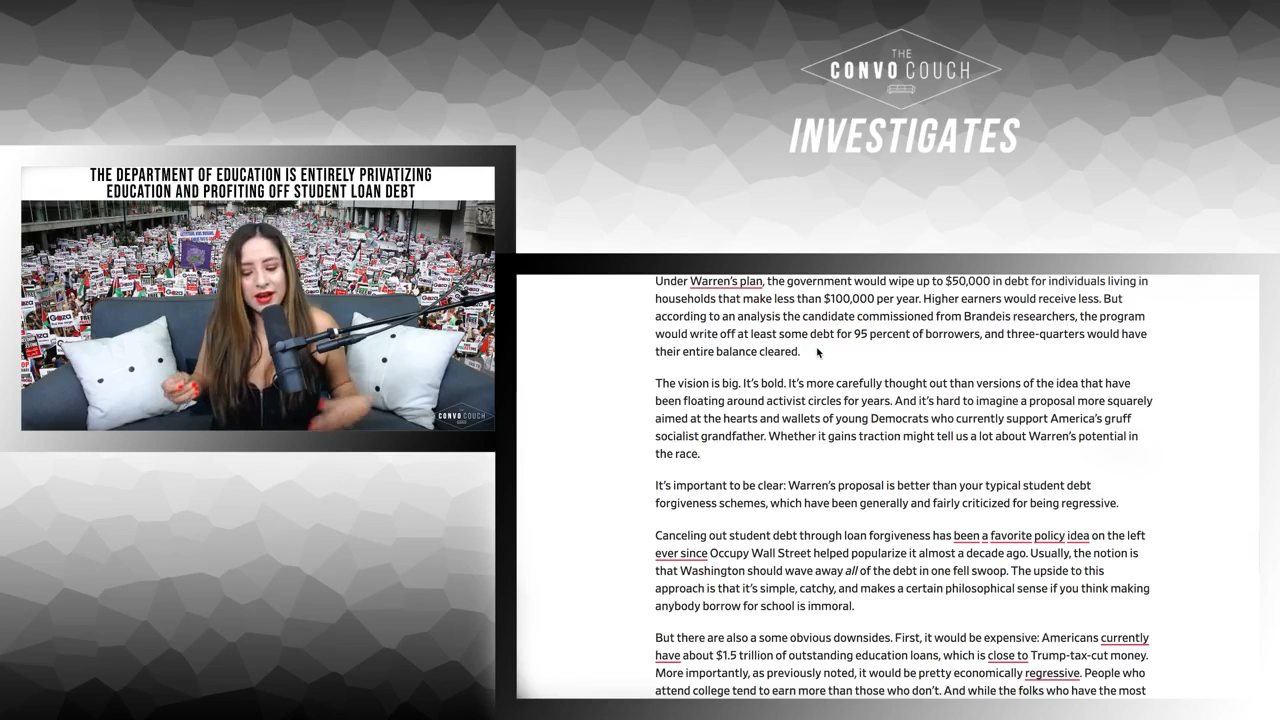 THE
CONVO COUCH
INVESTIGATES
THE DEPARTMENT OF EDUCATION IS ENTIRELY PRIVATIZING
EDUCATION AND PROFITING OFF STUDENT LOAN DEBT
Gaza
Gaza
CONVO COUCH
Under Warren's plan, the government would wipe up to $50,000 in debt for individuals living in
households that make less than $100,000 per year. Higher earners would receive less. But
according to an analysis the candidate commissioned from Brandeis researchers, the program
would write off at least some debt for 95 percent of borrowers, and three-quarters would have
their entire balance cleared.
The vision is big. It's bold. It's more carefully thought out than versions of the idea that have
been floating around activist circles for years. And it's hard to imagine a proposal more squarely
aimed at the hearts and wallets of young Democrats who currently support America's gruff
socialist grandfather. Whether it gains traction might tell us a lot about Warren's potential in
the race.
It's important to be clear: Warren's proposal is better than your typical student debt
forgiveness schemes, which have been generally and fairly criticized for being regressive.
Canceling out student debt through loan forgiveness has been a favorite policy idea on the left
ever since Occupy Wall Street helped popularize it almost a decade ago. Usually, the notion is
that Washington should wave away all of the debt in one fell swoop. The upside to this
approach is that it's simple, catchy, and makes a certain philosophical sense if you think making
anybody borrow for school is immoral.
But there are also a some obvious downsides. First, it would be expensive: Americans currently
have about $1.5 trillion of outstanding education loans, which is close to Trump-tax-cut money.
More importantly, as previously noted, it would be pretty economically regressive. People who
attend college tend to earn more than those who don't. And while the folks who have the most